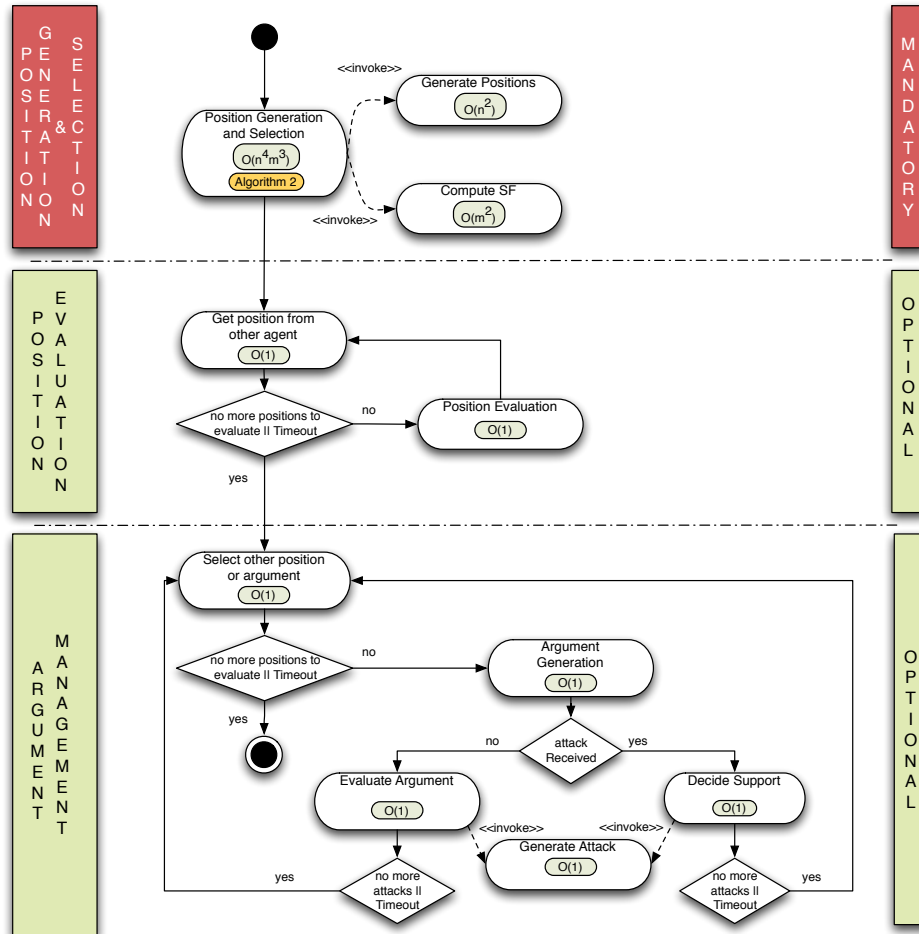 POSITION
GENERATION
&
SELECTION
MANDATORY
<<invoke>>
Generate Positions
O(n²)
Position Generation
and Selection
O(n⁴m³)
Algorithm 2
Compute SF
O(m²)
<<invoke>>
POSITION
EVALUATION
OPTIONAL
Get position from
other agent
O(1)
no more positions to
evaluate || Timeout
no
Position Evaluation
O(1)
yes
ARGUMENT
MANAGEMENT
OPTIONAL
Select other position
or argument
O(1)
no more positions to
evaluate || Timeout
no
Argument
Generation
O(1)
yes
attack
Received
no
yes
Evaluate Argument
O(1)
Decide Support
O(1)
<<invoke>>
<<invoke>>
Generate Attack
O(1)
yes
no more
attacks ||
Timeout
no more
attacks ||
Timeout
yes